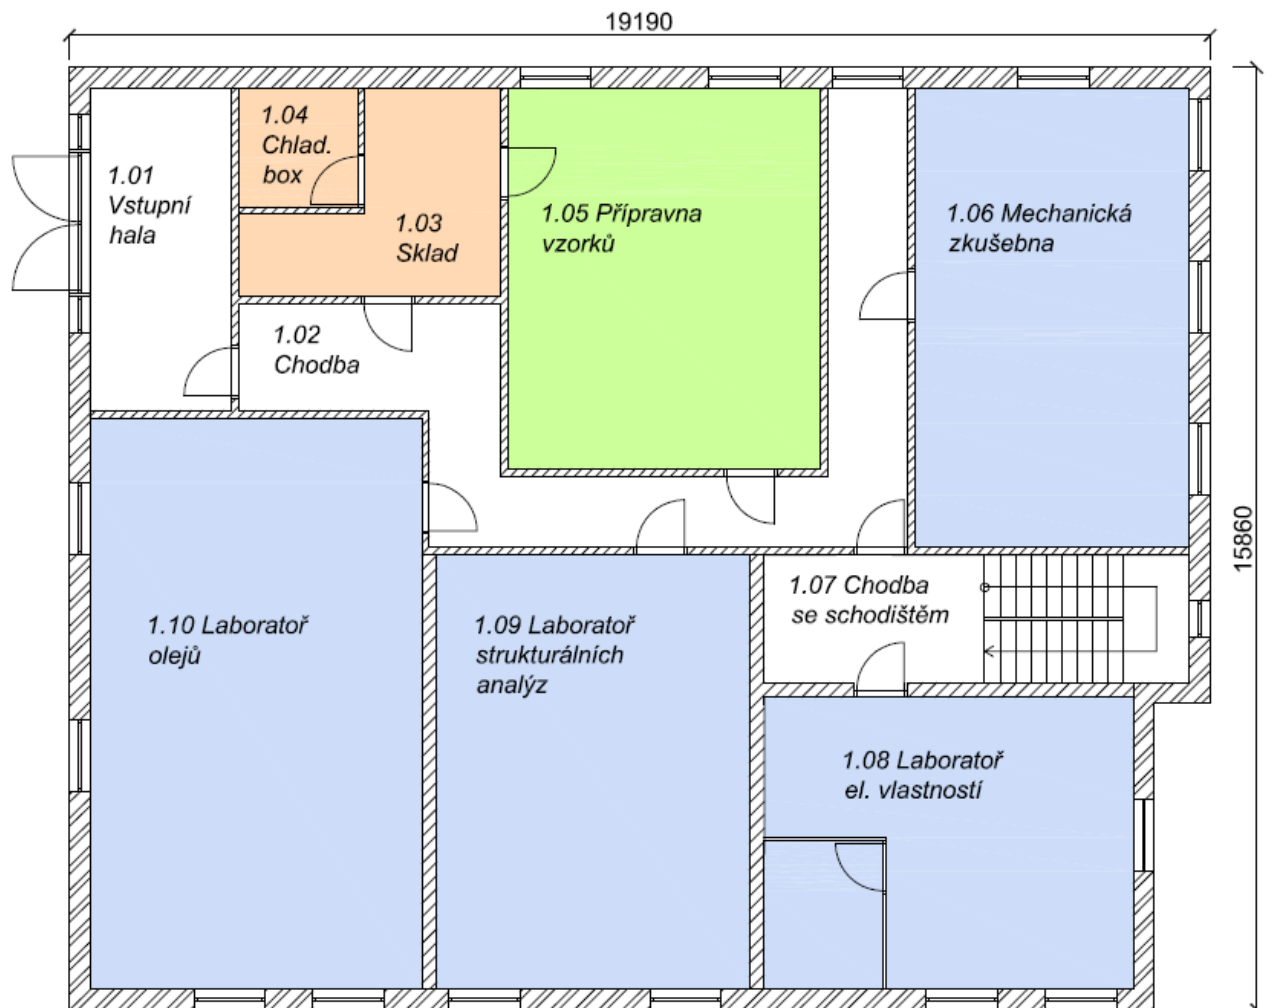 19190
1.01
Vstupní
hala
1.04
Chlad.
box
1.03
Sklad
1.05 Přípravna
vzorků
1.06 Mechanická
zkušebna
1.02
Chodba
15860
1.07 Chodba
se schodištěm
1.10 Laboratoř
olejů
1.09 Laboratoř
strukturálních
analýz
1.08 Laboratoř
el. vlastností